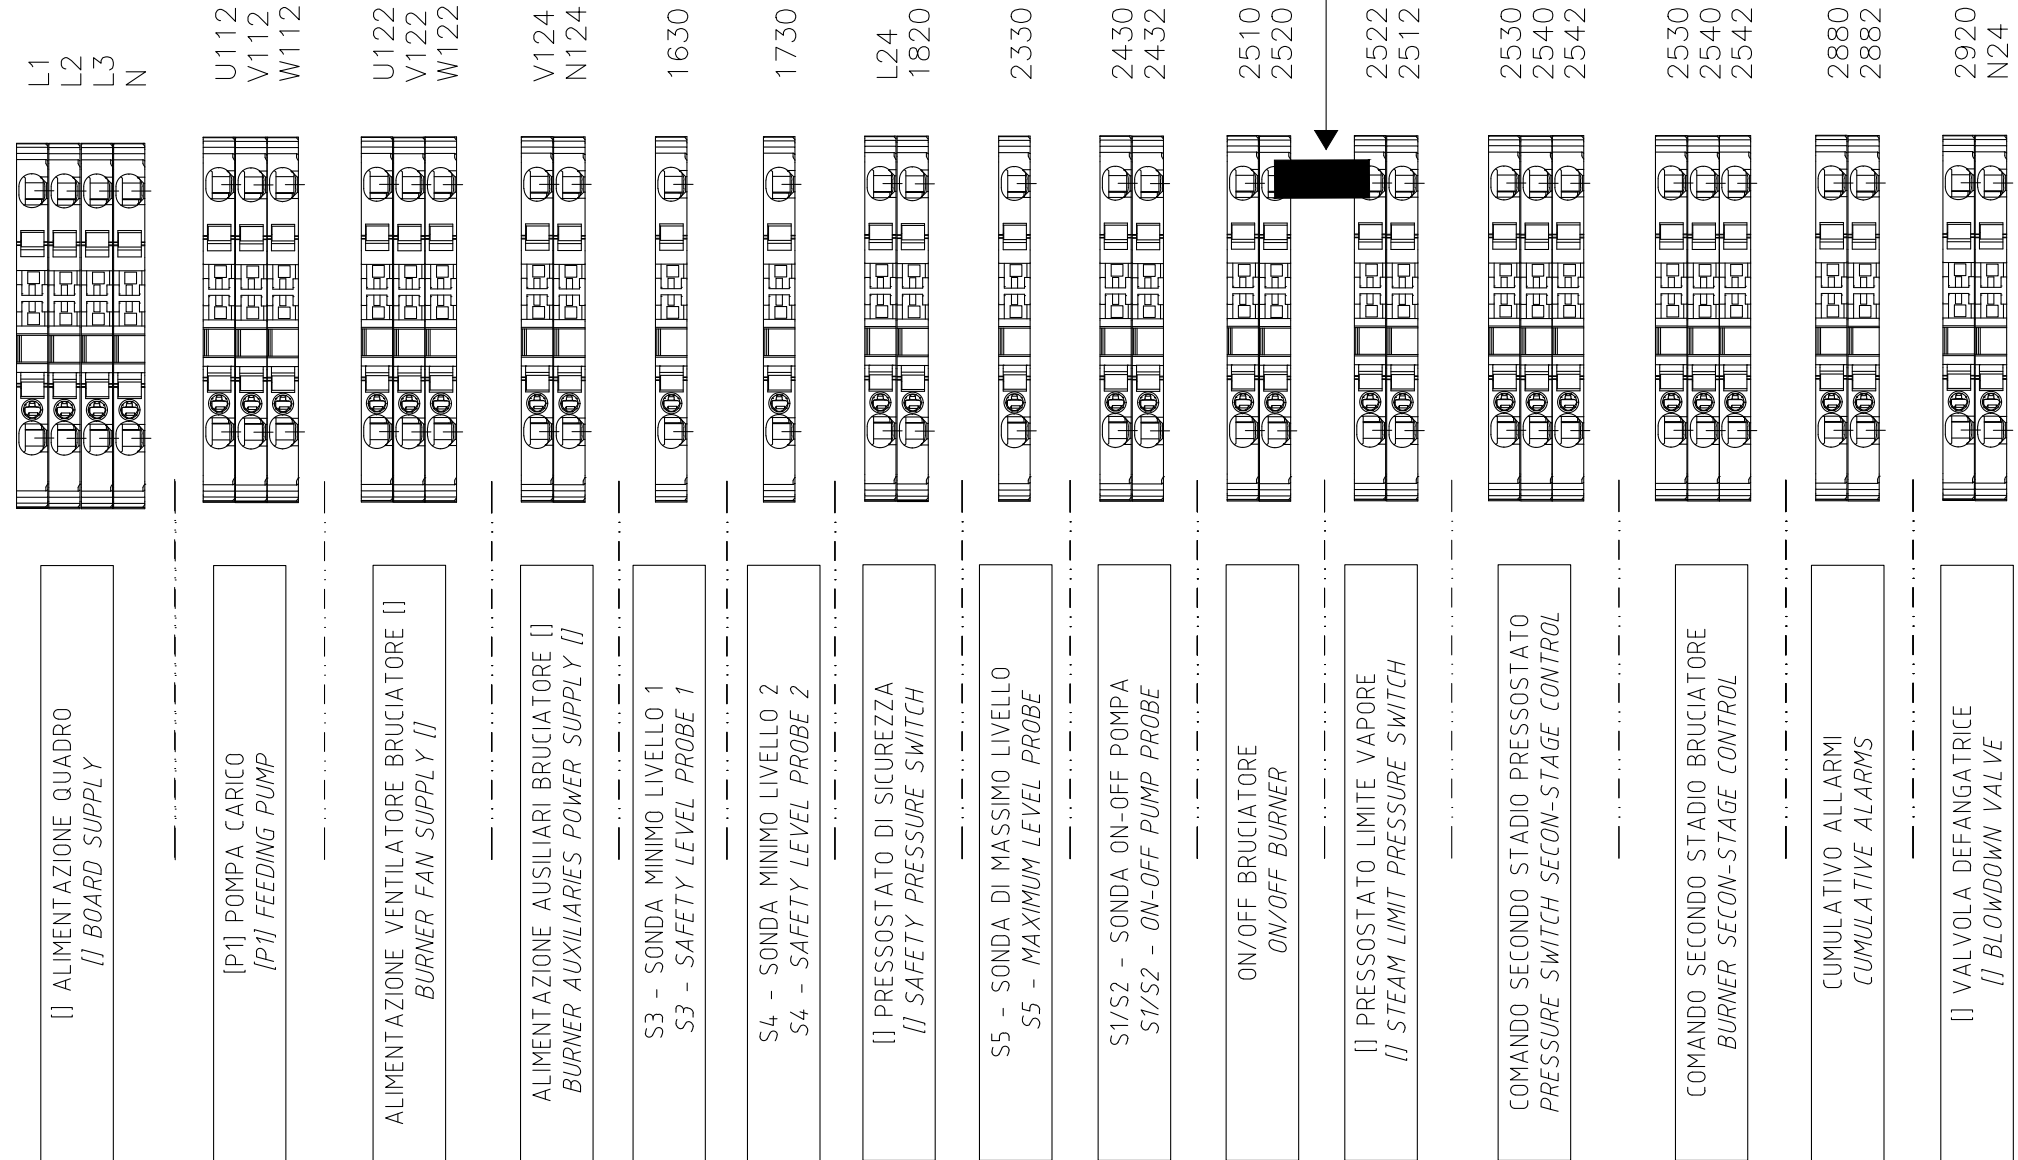 L1
L2
L3
N
U112
V112
W112
U122
V122
W122
V124
N124
1630
1730
L24
1820
2330
2430
2432
2510
2520
2522
2512
2530
2540
2542
2530
2540
2542
2880
2882
2920
N24
[] ALIMENTAZIONE QUADRO
[] BOARD SUPPLY
[P1] POMPA CARICO
[P1] FEEDING PUMP
ALIMENTAZIONE VENTILATORE BRUCIATORE []
BURNER FAN SUPPLY []
ALIMENTAZIONE AUSILIARI BRUCIATORE []
BURNER AUXILIARIES POWER SUPPLY []
S3 - SONDA MINIMO LIVELLO 1
S3 - SAFETY LEVEL PROBE 1
S4 - SONDA MINIMO LIVELLO 2
S4 - SAFETY LEVEL PROBE 2
[] PRESSOSTATO DI SICUREZZA
[] SAFETY PRESSURE SWITCH
S5 - SONDA DI MASSIMO LIVELLO
S5 - MAXIMUM LEVEL PROBE
S1/S2 - SONDA ON-OFF POMPA
S1/S2 - ON-OFF PUMP PROBE
ON/OFF BRUCIATORE
ON/OFF BURNER
[] PRESSOSTATO LIMITE VAPORE
[] STEAM LIMIT PRESSURE SWITCH
COMANDO SECONDO STADIO PRESSOSTATO
PRESSURE SWITCH SECON-STAGE CONTROL
COMANDO SECONDO STADIO BRUCIATORE
BURNER SECON-STAGE CONTROL
CUMULATIVO ALLARMI
CUMULATIVE ALARMS
[] VALVOLA DEFANGATRICE
[] BLOWDOWN VALVE